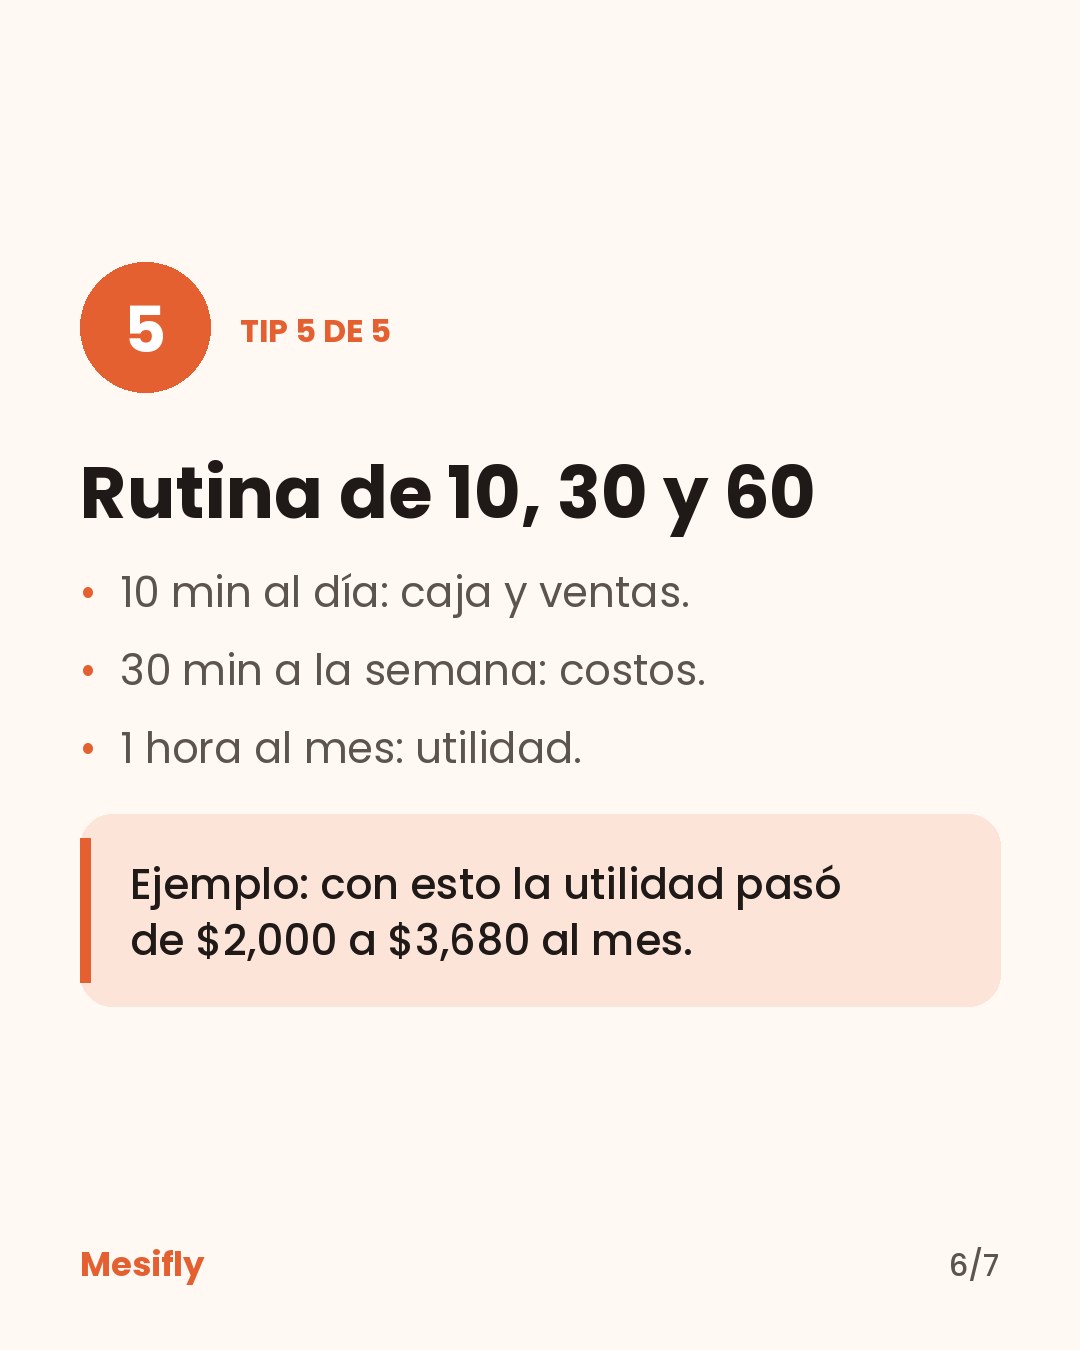 5
TIP 5 DE 5
Rutina de 10, 30 y 60
• 10 min al día: caja y ventas.
• 30 min a la semana: costos.
• 1 hora al mes: utilidad.
Ejemplo: con esto la utilidad pasó
de $2,000 a $3,680 al mes.
Mesifly
6/7